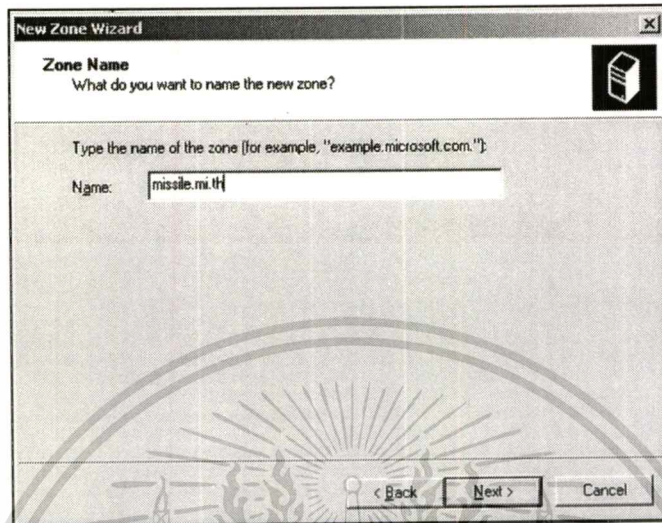 New Zone Wizard
Zone Name
What do you want to name the new zone?
Type the name of the zone (for example, "example.microsoft.com."):
Name: missile.mi.th
< Back Next > Cancel